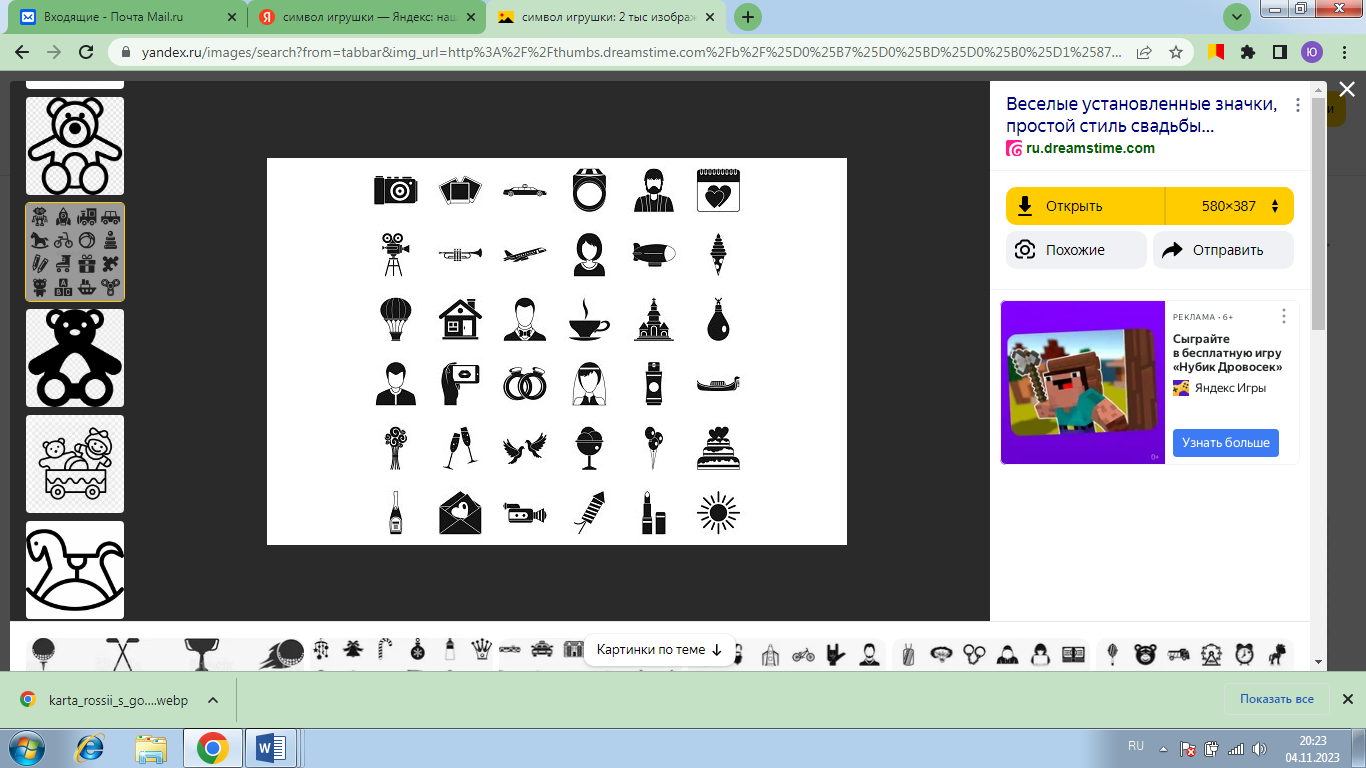 Входящие - Почта Mail.ru
символ игрушки — Яндекс: наш
символ игрушки: 2 тыс изображ
yandex.ru/images/search?from=tabbar&img_url=http%3A%2F%2Fthumbs.dreamstime.com%2Fb%2F%25D0%25B7%25D0%25BD%25D0%25B0%25D1%2587...
Ю
Веселые установленные значки,
простой стиль свадьбы...
ru.dreamstime.com
Открыть
580×387
Похожие
Отправить
РЕКЛАМА • 6+
Сыграйте
в бесплатную игру
«Нубик Дровосек»
Яндекс Игры
Узнать больше
0+
A
B C
Картинки по теме ↓
karta_rossii_s_go....webp
Показать все
RU
20:23
04.11.2023